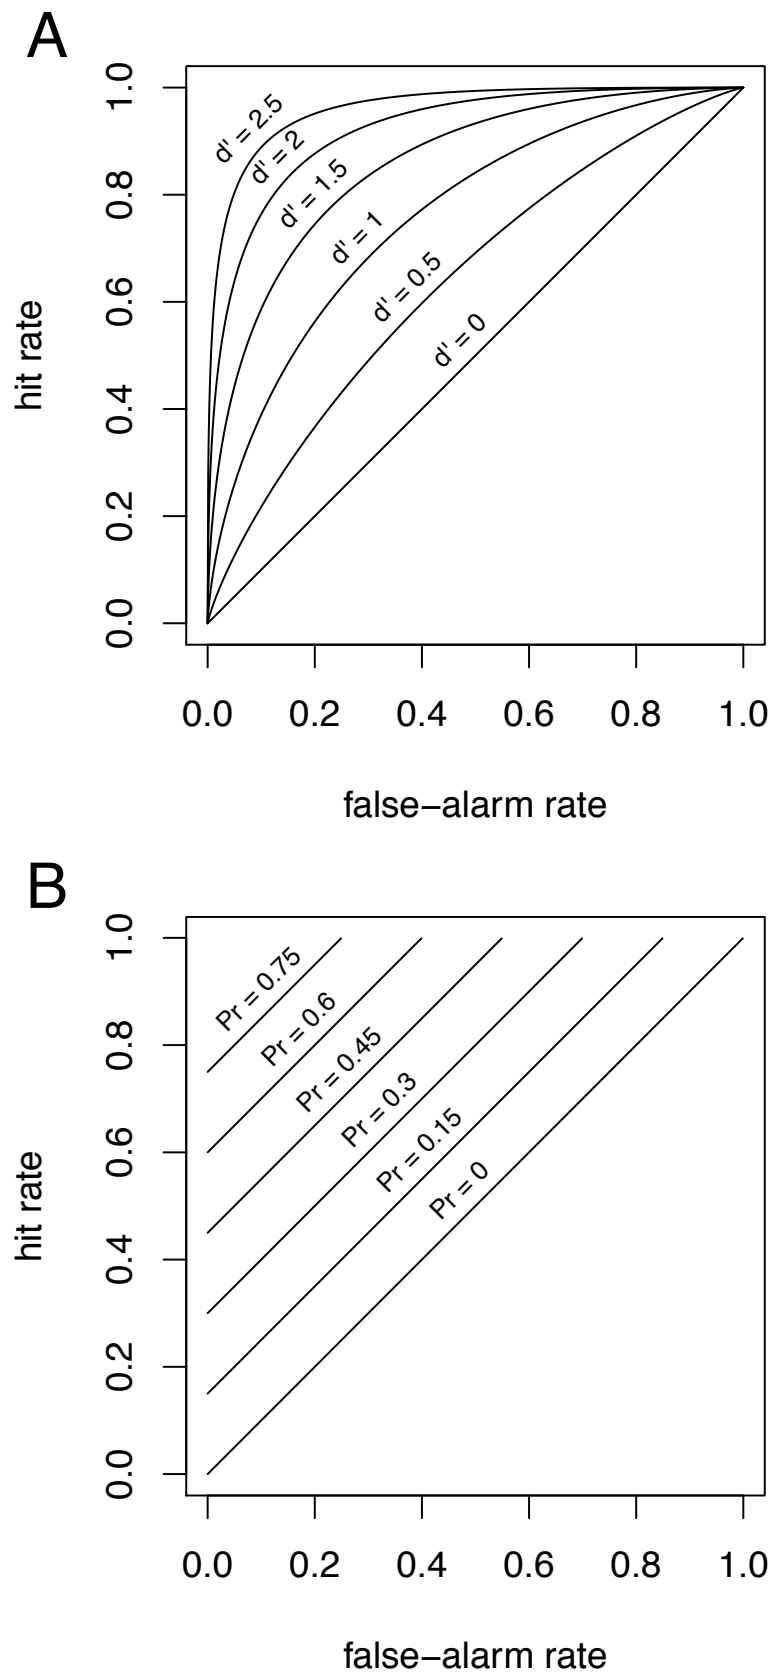 A
1.0
0.8
0.6
0.4
0.2
0.0
hit rate
d' = 2.5
d' = 2
d' = 1.5
d' = 1
d' = 0.5
d' = 0
0.0 0.2 0.4 0.6 0.8 1.0
false−alarm rate
B
1.0
0.8
0.6
0.4
0.2
0.0
hit rate
Pr = 0.75
Pr = 0.6
Pr = 0.45
Pr = 0.3
Pr = 0.15
Pr = 0
0.0 0.2 0.4 0.6 0.8 1.0
false−alarm rate